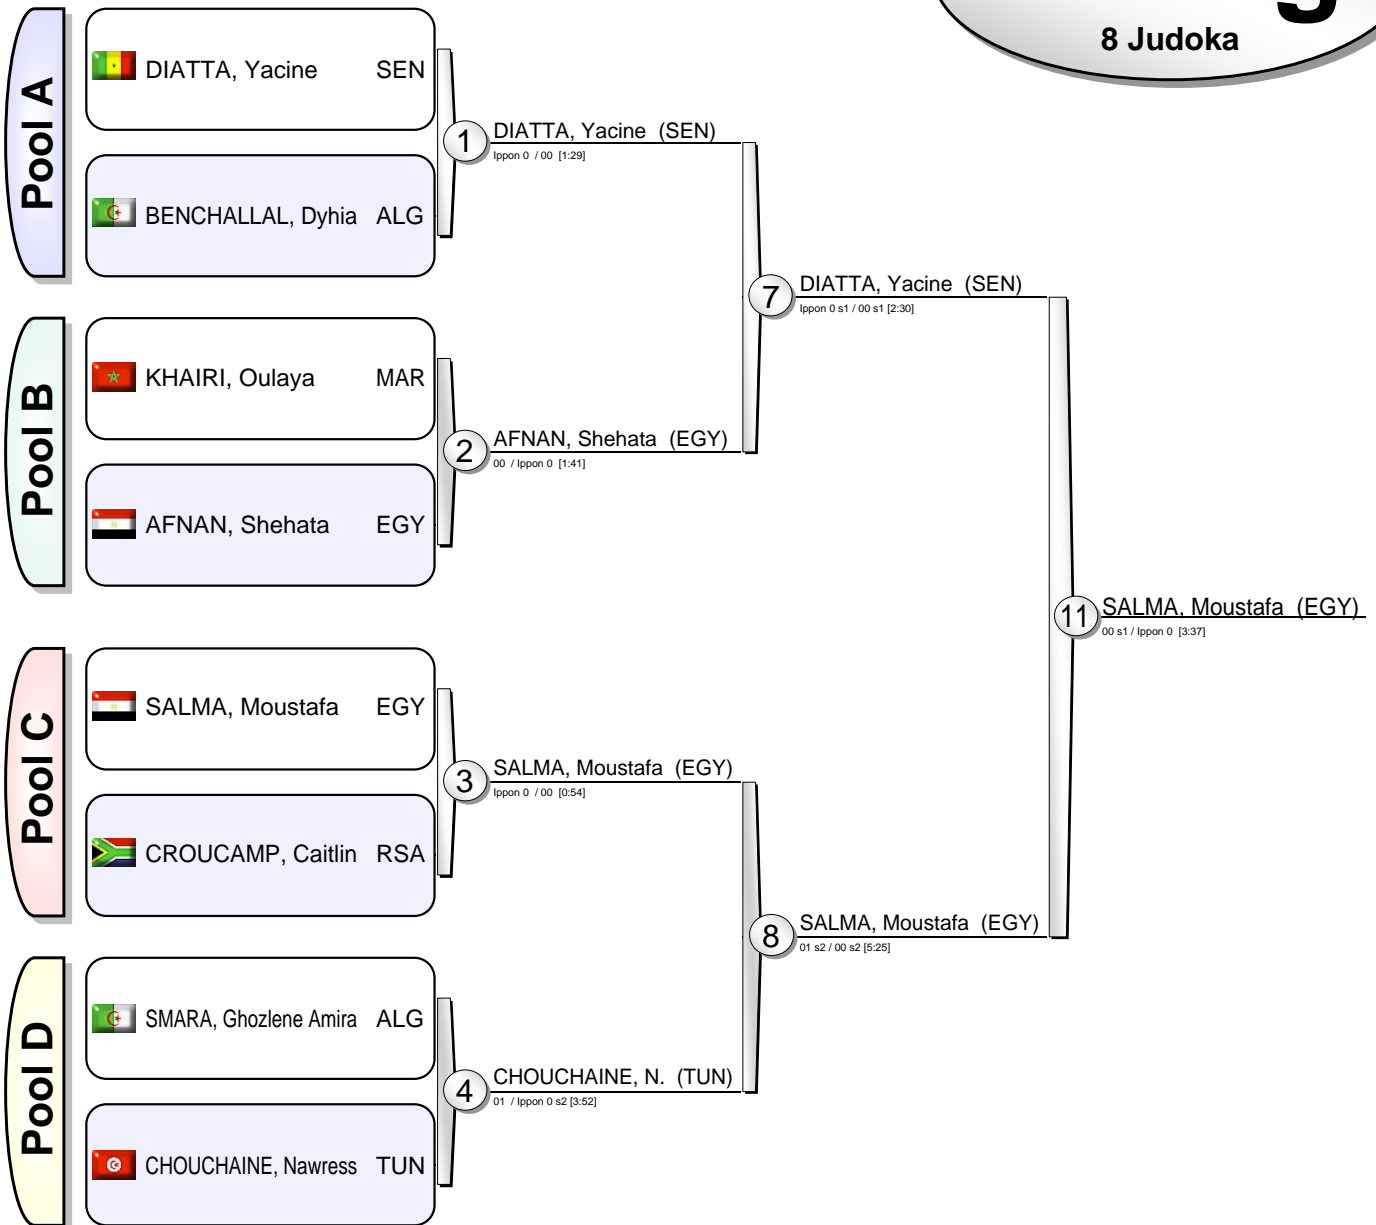 8 Judoka
Pool A
DIATTA, Yacine SEN
BENCHALLAL, Dyhia ALG
1
DIATTA, Yacine (SEN)
Ippon 0 / 00 [1:29]
Pool B
KHAIRI, Oulaya MAR
AFNAN, Shehata EGY
2
AFNAN, Shehata (EGY)
00 / Ippon 0 [1:41]
7
DIATTA, Yacine (SEN)
Ippon 0 s1 / 00 s1 [2:30]
Pool C
SALMA, Moustafa EGY
CROUCAMP, Caitlin RSA
3
SALMA, Moustafa (EGY)
Ippon 0 / 00 [0:54]
Pool D
SMARA, Ghozlene Amira ALG
CHOUCHAINE, Nawress TUN
4
CHOUCHAINE, N. (TUN)
01 / Ippon 0 s2 [3:52]
8
SALMA, Moustafa (EGY)
01 s2 / 00 s2 [5:25]
11
SALMA, Moustafa (EGY)
00 s1 / Ippon 0 [3:37]